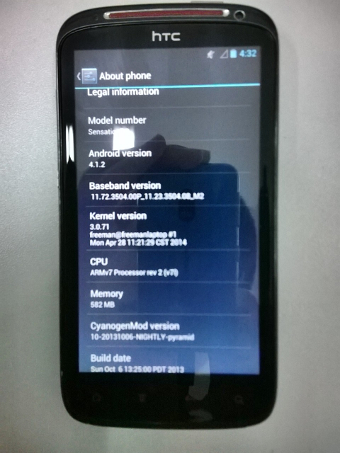 htc
4:32
About phone
Legal information
Model number
Sensation
Android version
4.1.2
Baseband version
11.72.3504.00P_11.23.3504.08_M2
Kernel version
3.0.71
freeman@freemanlaptop #1
Mon Apr 28 11:21:25 CST 2014
CPU
ARMv7 Processor rev 2 (v7l)
Memory
582 MB
CyanogenMod version
10-20131006-NIGHTLY-pyramid
Build date
Sun Oct 6 13:25:00 PDT 2013